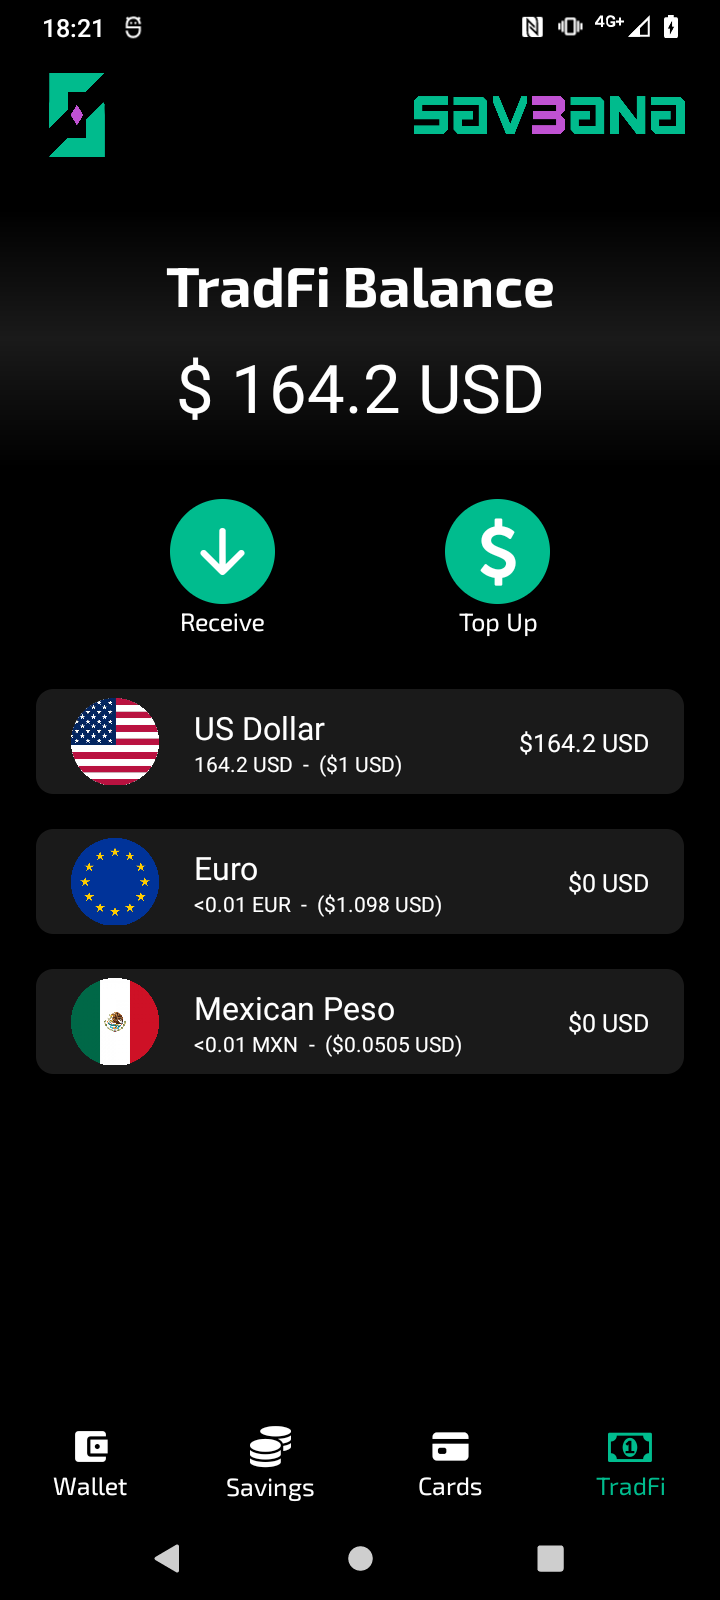 18:21
4G+
sav3ana
TradFi Balance
$ 164.2 USD
Receive
Top Up
US Dollar
$164.2 USD
164.2 USD - ($1 USD)
Euro
$0 USD
<0.01 EUR - ($1.098 USD)
Mexican Peso
$0 USD
<0.01 MXN - ($0.0505 USD)
Wallet
Savings
Cards
TradFi